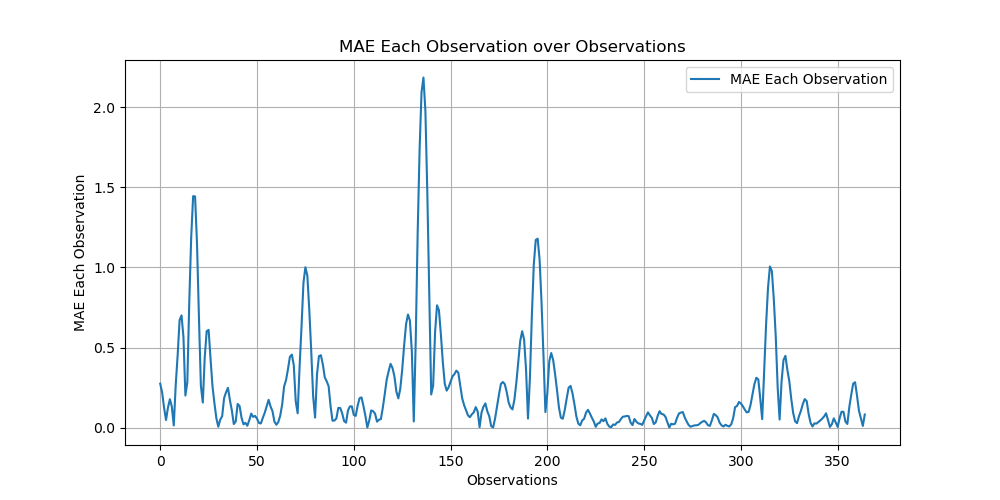 MAE Each Observation over Observations
MAE Each Observation
2.0
1.5
1.0
0.5
0.0
MAE Each Observation
0 50 100 150 200 250 300 350
Observations